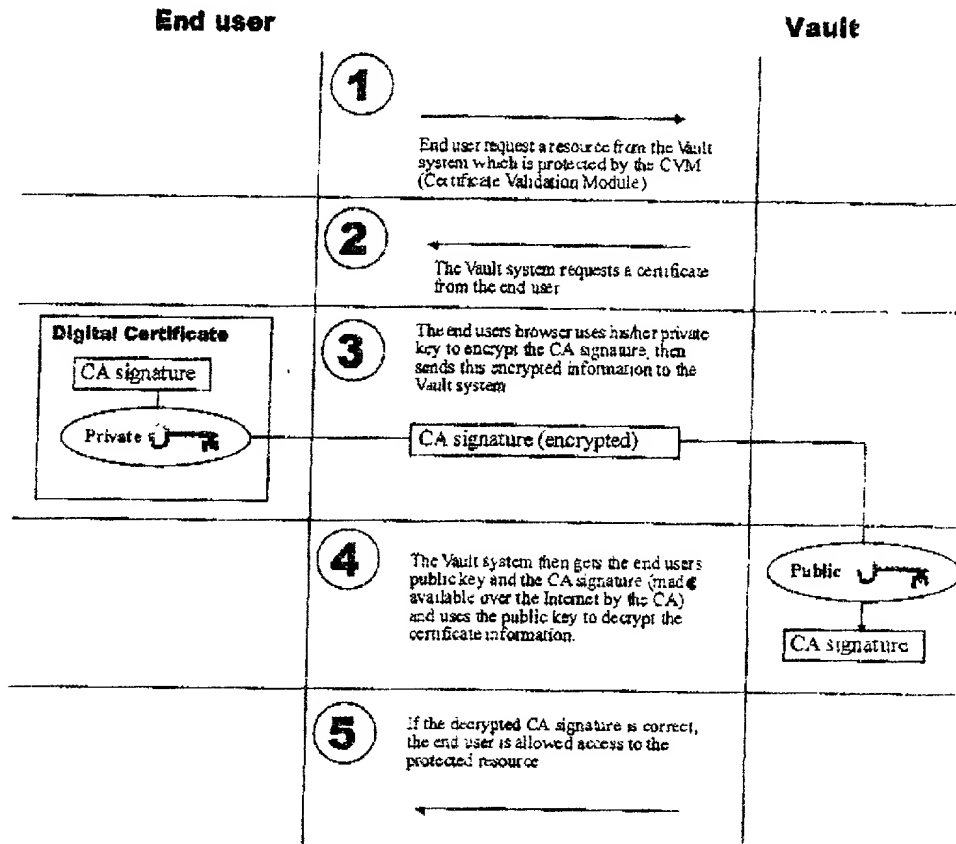 End user
Vault
1
End user request a resource from the Vault
system which is protected by the CVM
(Certificate Validation Module)
2
The Vault system requests a certificate
from the end user
Digital Certificate
CA signature
Private
3
The end users browser uses his/her private
key to encrypt the CA signature, then
sends this encrypted information to the
Vault system
CA signature (encrypted)
4
The Vault system then gets the end users
public key and the CA signature (made
available over the Internet by the CA)
and uses the public key to decrypt the
certificate information.
Public
CA signature
5
If the decrypted CA signature is correct,
the end user is allowed access to the
protected resource